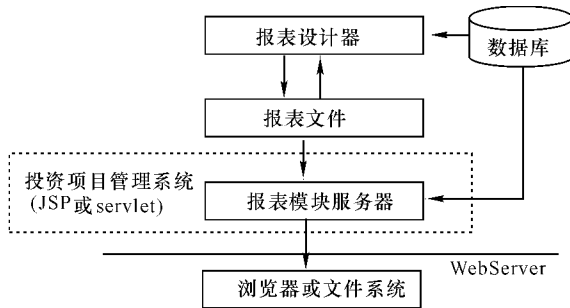 报表设计器
数据库
报表文件
投资项目管理系统
(JSP或servlet)
报表模块服务器
WebServer
浏览器或文件系统